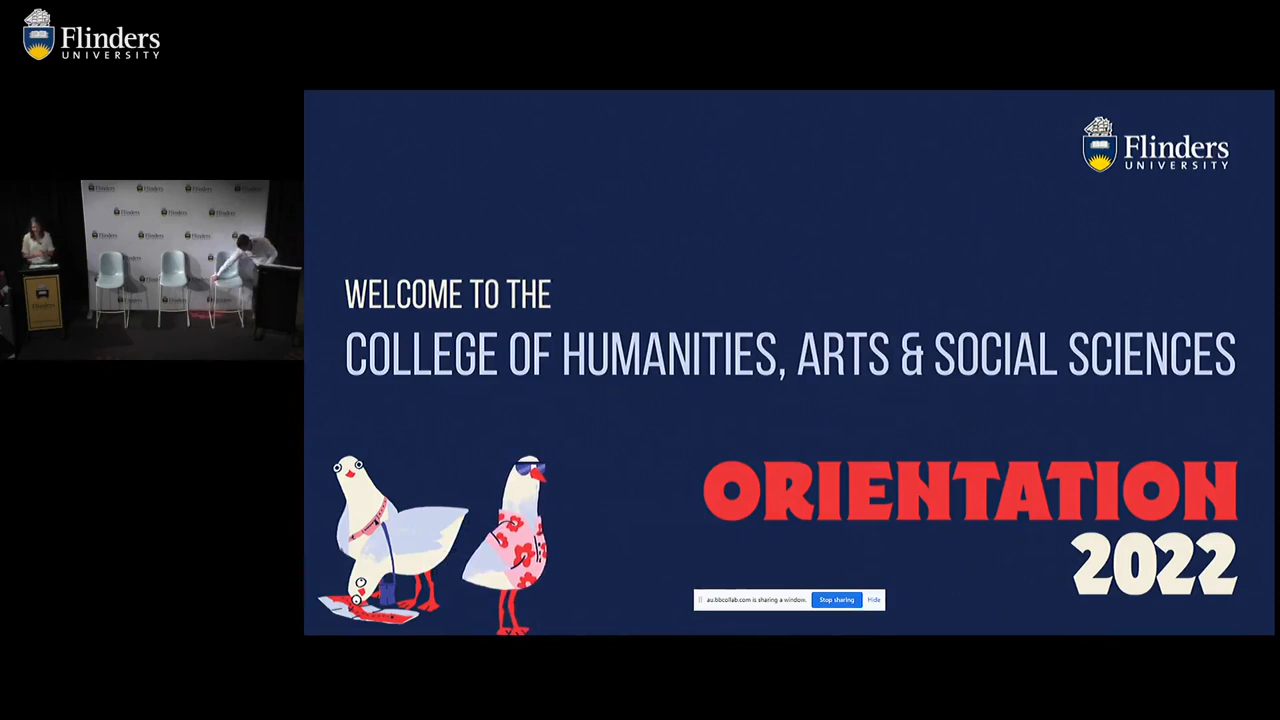 Flinders
UNIVERSITY
Flinders
UNIVERSITY
WELCOME TO THE
COLLEGE OF HUMANITIES, ARTS & SOCIAL SCIENCES
ORIENTATION
2022
au.bbcollab.com is sharing a window. Stop sharing Hide
Flinders